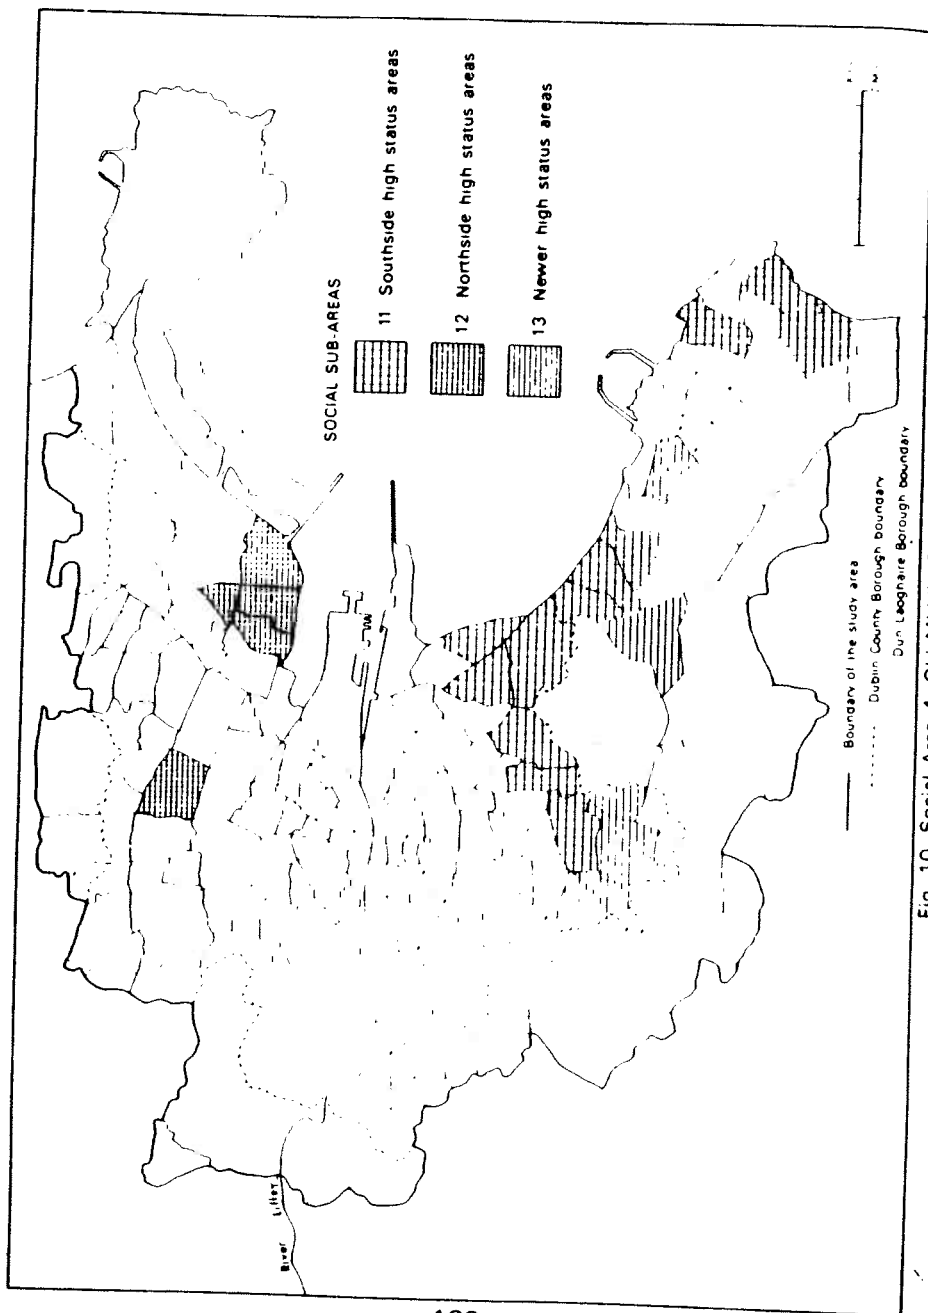 SOCIAL SUB-AREAS
11 Southside high status areas
12 Northside high status areas
13 Newer high status areas
River Liffey
Boundary of the study area
Dublin County Borough boundary
Dun Laoghaire Borough boundary
Fig. 10 Social Area 4